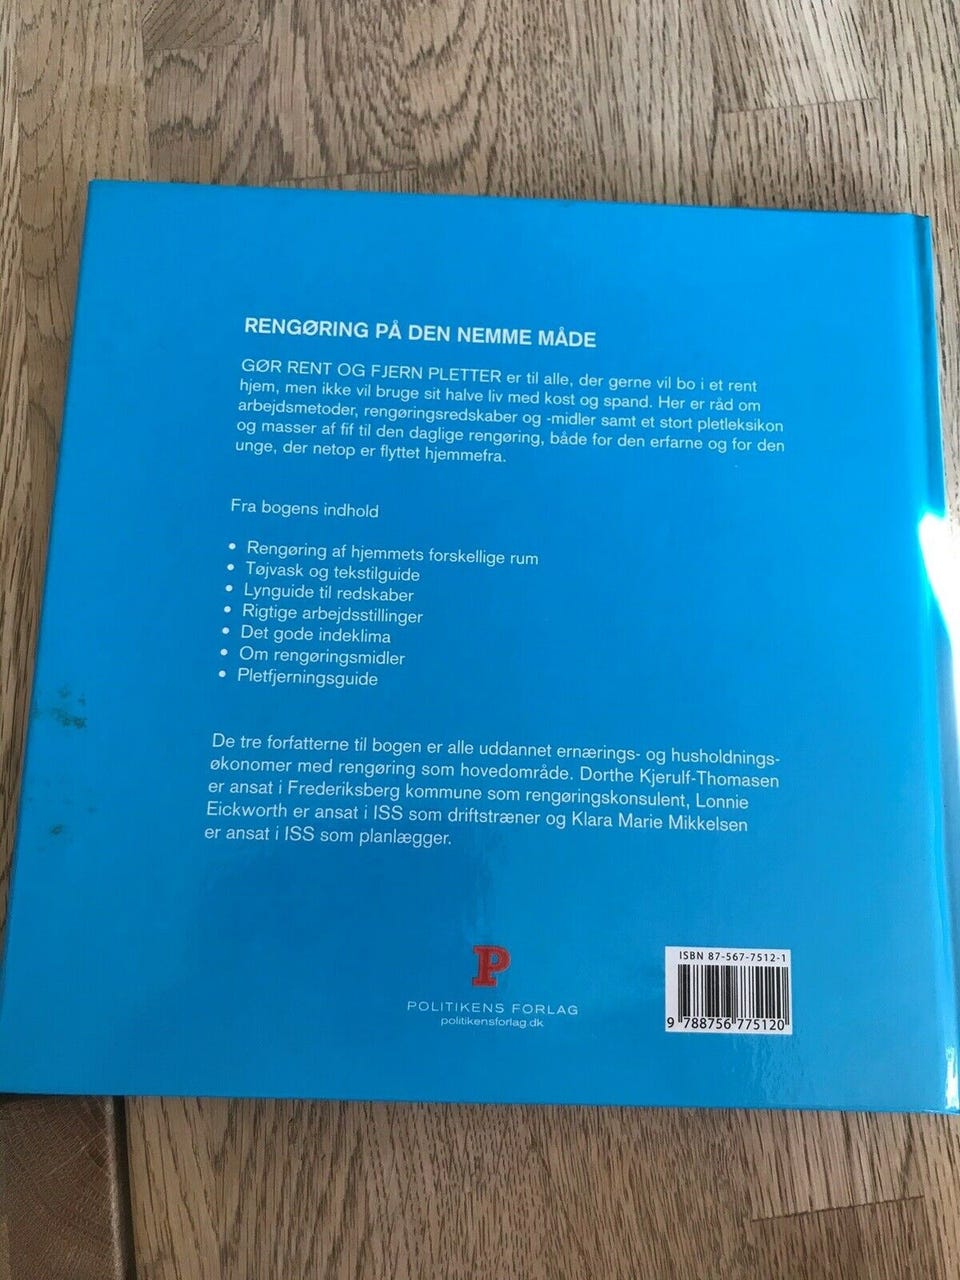 RENGØRING PÅ DEN NEMME MÅDE
GØR RENT OG FJERN PLETTER er til alle, der gerne vil bo i et rent
hjem, men ikke vil bruge sit halve liv med kost og spand. Her er råd om
arbejdsmetoder, rengøringsredskaber og -midler samt et stort pletleksikon
og masser af fif til den daglige rengøring, både for den erfarne og for den
unge, der netop er flyttet hjemmefra.
Fra bogens indhold
• Rengøring af hjemmets forskellige rum
• Tøjvask og tekstilguide
• Lynguide til redskaber
• Rigtige arbejdsstillinger
• Det gode indeklima
• Om rengøringsmidler
• Pletfjerningsguide
De tre forfatterne til bogen er alle uddannet ernærings- og husholdnings-
økonomer med rengøring som hovedområde. Dorthe Kjerulf-Thomasen
er ansat i Frederiksberg kommune som rengøringskonsulent, Lonnie
Eickworth er ansat i ISS som driftstræner og Klara Marie Mikkelsen
er ansat i ISS som planlægger.
P
POLITIKENS FORLAG
politikensforlag.dk
ISBN 87-567-7512-1
9 788756 775120